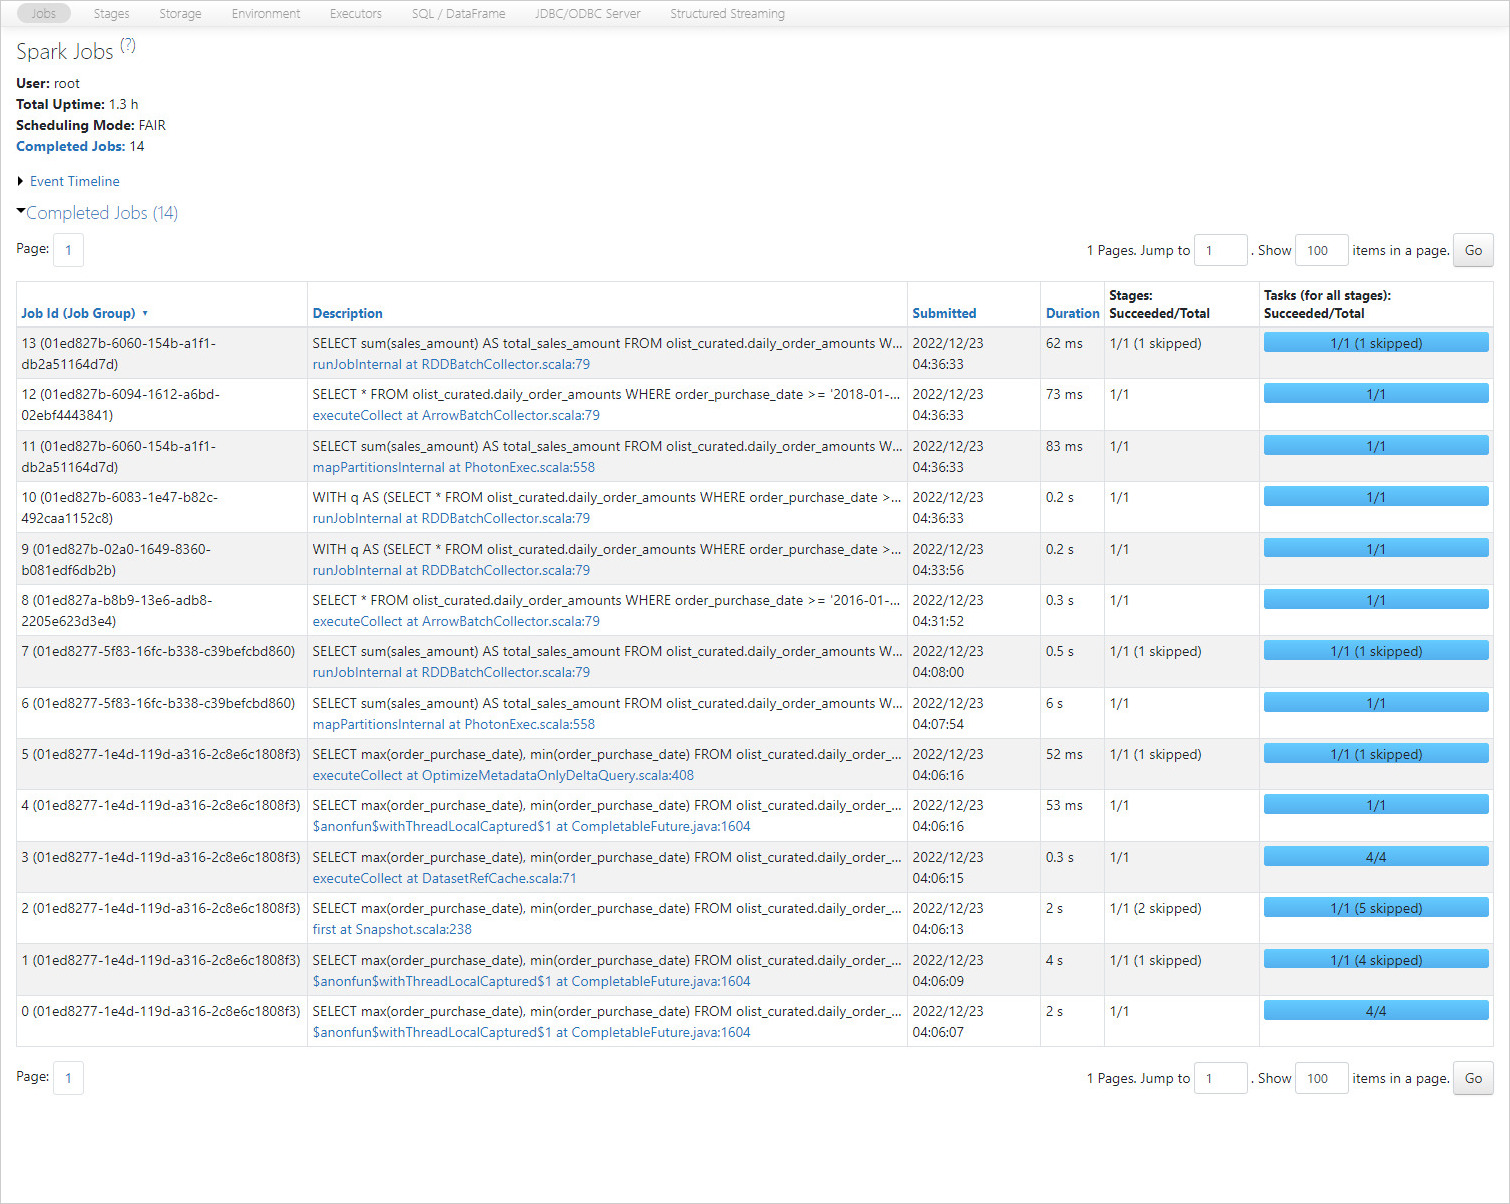 Jobs Stages Storage Environment Executors SQL / DataFrame JDBC/ODBC Server Structured Streaming
Spark Jobs (?)
User: root
Total Uptime: 1.3 h
Scheduling Mode: FAIR
Completed Jobs: 14
Event Timeline
Completed Jobs (14)
Page: 1 1 Pages. Jump to 1 . Show 100 items in a page. Go
Job Id (Job Group) ▾ Description Submitted Duration Stages: Succeeded/Total Tasks (for all stages): Succeeded/Total
13 (01ed827b-6060-154b-a1f1- SELECT sum(sales_amount) AS total_sales_amount FROM olist_curated.daily_order_amounts W... 2022/12/23 62 ms 1/1 (1 skipped) 1/1 (1 skipped)
db2a51164d7d) runJobInternal at RDDBatchCollector.scala:79 04:36:33
12 (01ed827b-6094-1612-a6bd- SELECT * FROM olist_curated.daily_order_amounts WHERE order_purchase_date >= '2018-01-... 2022/12/23 73 ms 1/1 1/1
02ebf4443841) executeCollect at ArrowBatchCollector.scala:79 04:36:33
11 (01ed827b-6060-154b-a1f1- SELECT sum(sales_amount) AS total_sales_amount FROM olist_curated.daily_order_amounts W... 2022/12/23 83 ms 1/1 1/1
db2a51164d7d) mapPartitionsInternal at PhotonExec.scala:558 04:36:33
10 (01ed827b-6083-1e47-b82c- WITH q AS (SELECT * FROM olist_curated.daily_order_amounts WHERE order_purchase_date >... 2022/12/23 0.2 s 1/1 1/1
492caa1152c8) runJobInternal at RDDBatchCollector.scala:79 04:36:33
9 (01ed827b-02a0-1649-8360- WITH q AS (SELECT * FROM olist_curated.daily_order_amounts WHERE order_purchase_date >... 2022/12/23 0.2 s 1/1 1/1
b081edf6db2b) runJobInternal at RDDBatchCollector.scala:79 04:33:56
8 (01ed827a-b8b9-13e6-adb8- SELECT * FROM olist_curated.daily_order_amounts WHERE order_purchase_date >= '2016-01-... 2022/12/23 0.3 s 1/1 1/1
2205e623d3e4) executeCollect at ArrowBatchCollector.scala:79 04:31:52
7 (01ed8277-5f83-16fc-b338-c39befcbd860) SELECT sum(sales_amount) AS total_sales_amount FROM olist_curated.daily_order_amounts W... 2022/12/23 0.5 s 1/1 (1 skipped) 1/1 (1 skipped)
runJobInternal at RDDBatchCollector.scala:79 04:08:00
6 (01ed8277-5f83-16fc-b338-c39befcbd860) SELECT sum(sales_amount) AS total_sales_amount FROM olist_curated.daily_order_amounts W... 2022/12/23 6 s 1/1 1/1
mapPartitionsInternal at PhotonExec.scala:558 04:07:54
5 (01ed8277-1e4d-119d-a316-2c8e6c1808f3) SELECT max(order_purchase_date), min(order_purchase_date) FROM olist_curated.daily_order_... 2022/12/23 52 ms 1/1 (1 skipped) 1/1 (1 skipped)
executeCollect at OptimizeMetadataOnlyDeltaQuery.scala:408 04:06:16
4 (01ed8277-1e4d-119d-a316-2c8e6c1808f3) SELECT max(order_purchase_date), min(order_purchase_date) FROM olist_curated.daily_order_... 2022/12/23 53 ms 1/1 1/1
$anonfun$withThreadLocalCaptured$1 at CompletableFuture.java:1604 04:06:16
3 (01ed8277-1e4d-119d-a316-2c8e6c1808f3) SELECT max(order_purchase_date), min(order_purchase_date) FROM olist_curated.daily_order_... 2022/12/23 0.3 s 1/1 4/4
executeCollect at DatasetRefCache.scala:71 04:06:15
2 (01ed8277-1e4d-119d-a316-2c8e6c1808f3) SELECT max(order_purchase_date), min(order_purchase_date) FROM olist_curated.daily_order_... 2022/12/23 2 s 1/1 (2 skipped) 1/1 (5 skipped)
first at Snapshot.scala:238 04:06:13
1 (01ed8277-1e4d-119d-a316-2c8e6c1808f3) SELECT max(order_purchase_date), min(order_purchase_date) FROM olist_curated.daily_order_... 2022/12/23 4 s 1/1 (1 skipped) 1/1 (4 skipped)
$anonfun$withThreadLocalCaptured$1 at CompletableFuture.java:1604 04:06:09
0 (01ed8277-1e4d-119d-a316-2c8e6c1808f3) SELECT max(order_purchase_date), min(order_purchase_date) FROM olist_curated.daily_order_... 2022/12/23 2 s 1/1 4/4
$anonfun$withThreadLocalCaptured$1 at CompletableFuture.java:1604 04:06:07
Page: 1 1 Pages. Jump to 1 . Show 100 items in a page. Go